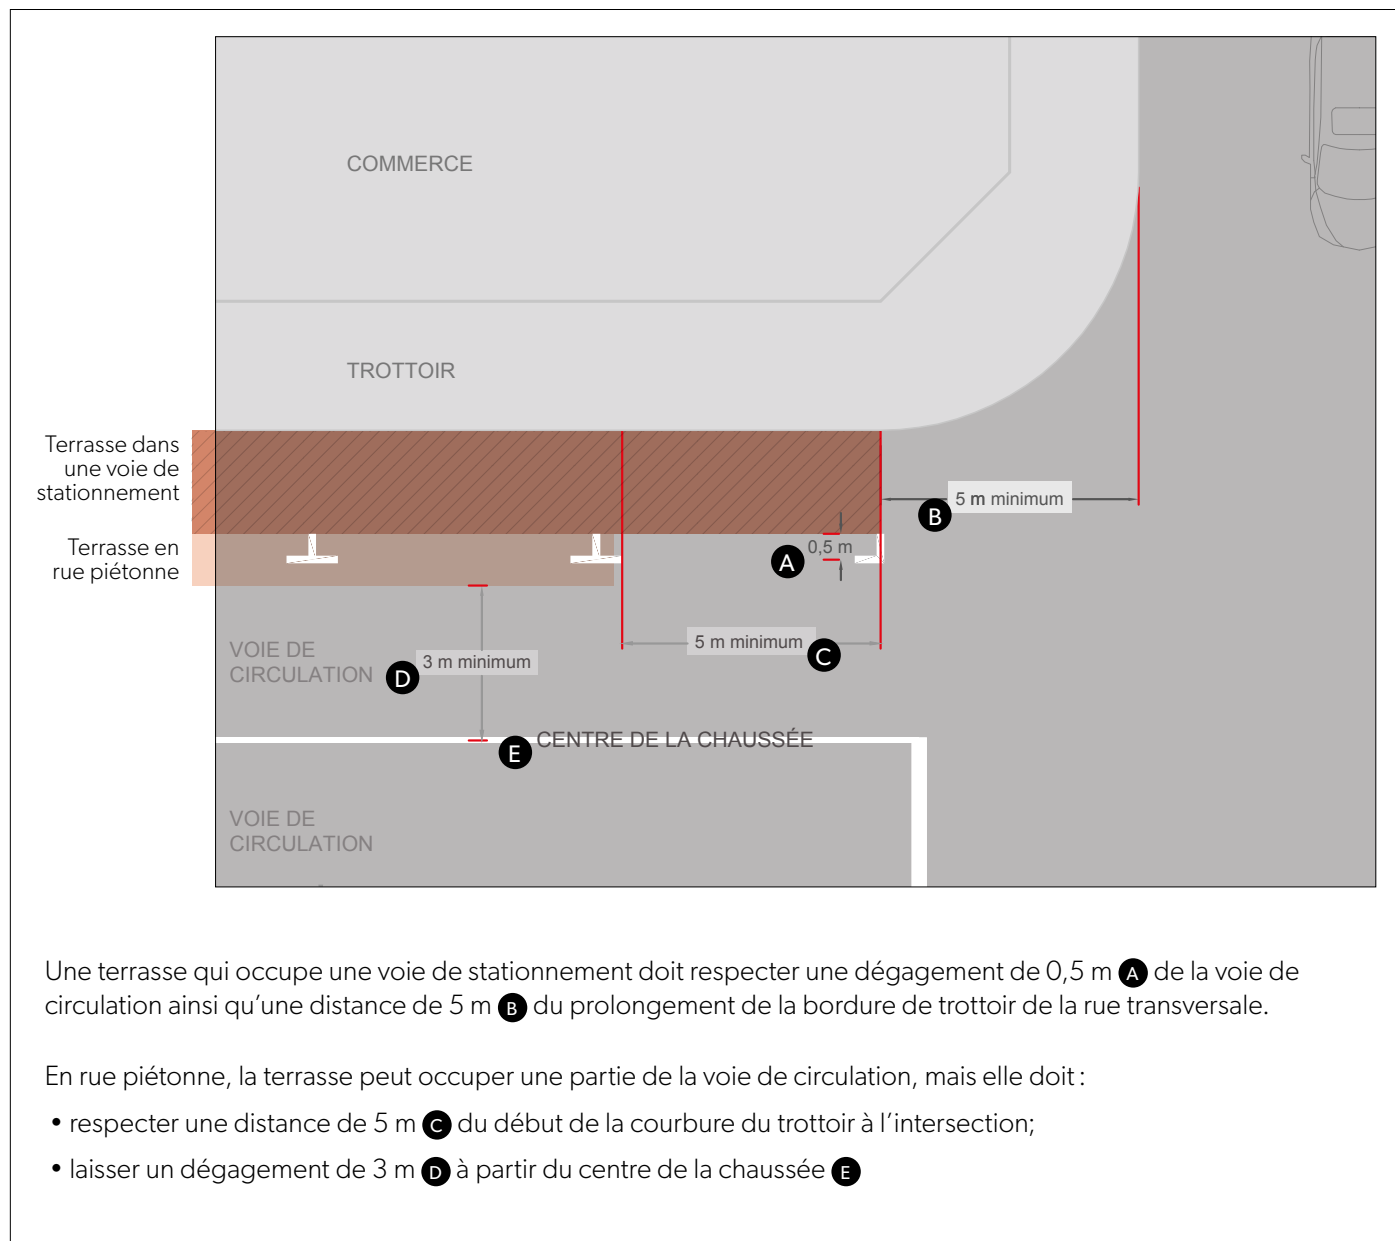 COMMERCE
TROTTOIR
Terrasse dans
une voie de
stationnement
5 m minimum
B
Terrasse en
rue piétonne
0,5 m
A
5 m minimum
C
VOIE DE
CIRCULATION
3 m minimum
D
CENTRE DE LA CHAUSSÉE
E
VOIE DE
CIRCULATION
Une terrasse qui occupe une voie de stationnement doit respecter une dégagement de 0,5 m A de la voie de
circulation ainsi qu'une distance de 5 m B du prolongement de la bordure de trottoir de la rue transversale.
En rue piétonne, la terrasse peut occuper une partie de la voie de circulation, mais elle doit :
• respecter une distance de 5 m C du début de la courbure du trottoir à l'intersection;
• laisser un dégagement de 3 m D à partir du centre de la chaussée E